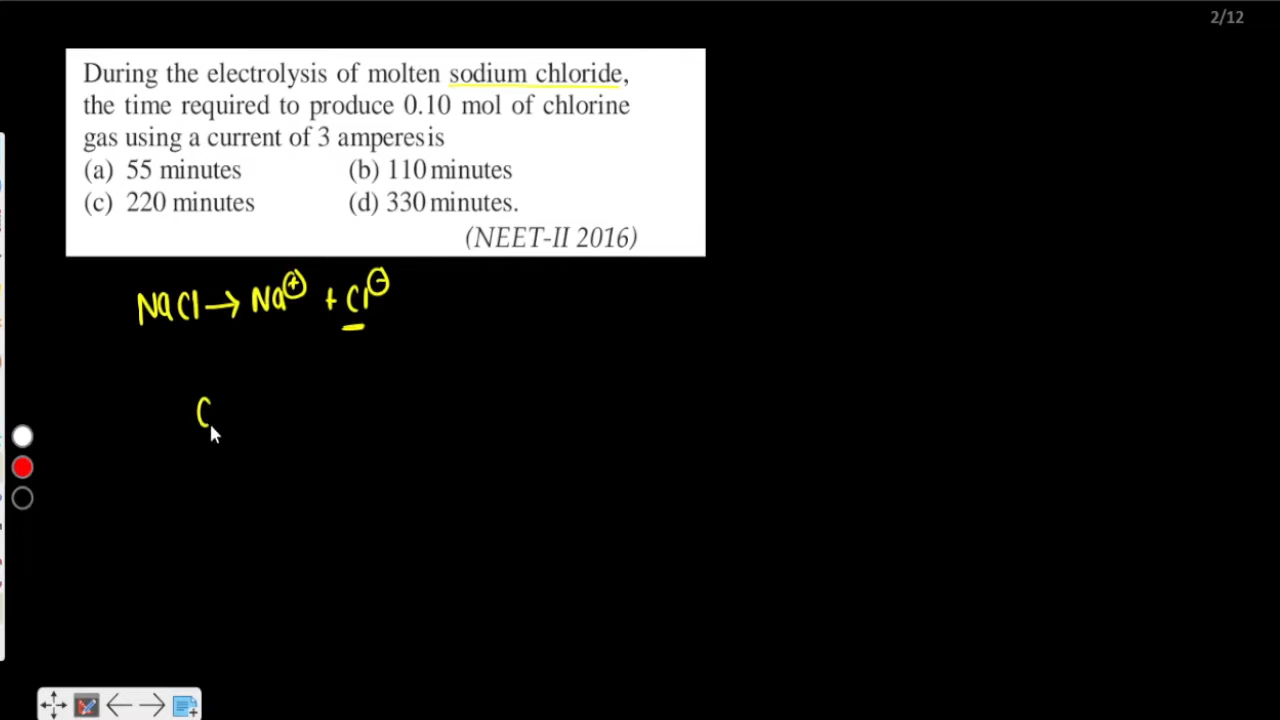 2/12
During the electrolysis of molten sodium chloride,
the time required to produce 0.10 mol of chlorine
gas using a current of 3 amperes is
(a) 55 minutes (b) 110 minutes
(c) 220 minutes (d) 330 minutes.
(NEET-II 2016)
NaCl → Na⊕ + Cl⊖
C